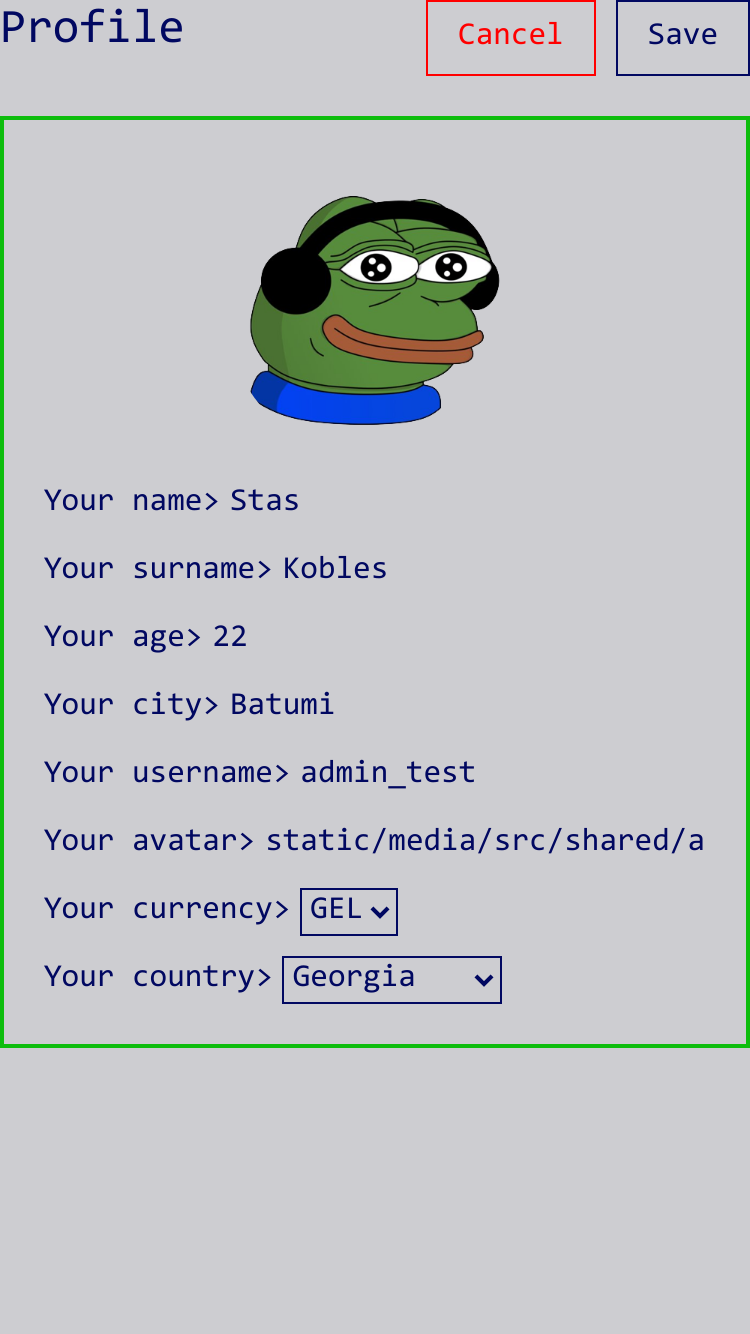 Profile Cancel Save
Your name> Stas
Your surname> Kobles
Your age> 22
Your city> Batumi
Your username> admin_test
Your avatar> static/media/src/shared/a
Your currency> GEL
Your country> Georgia